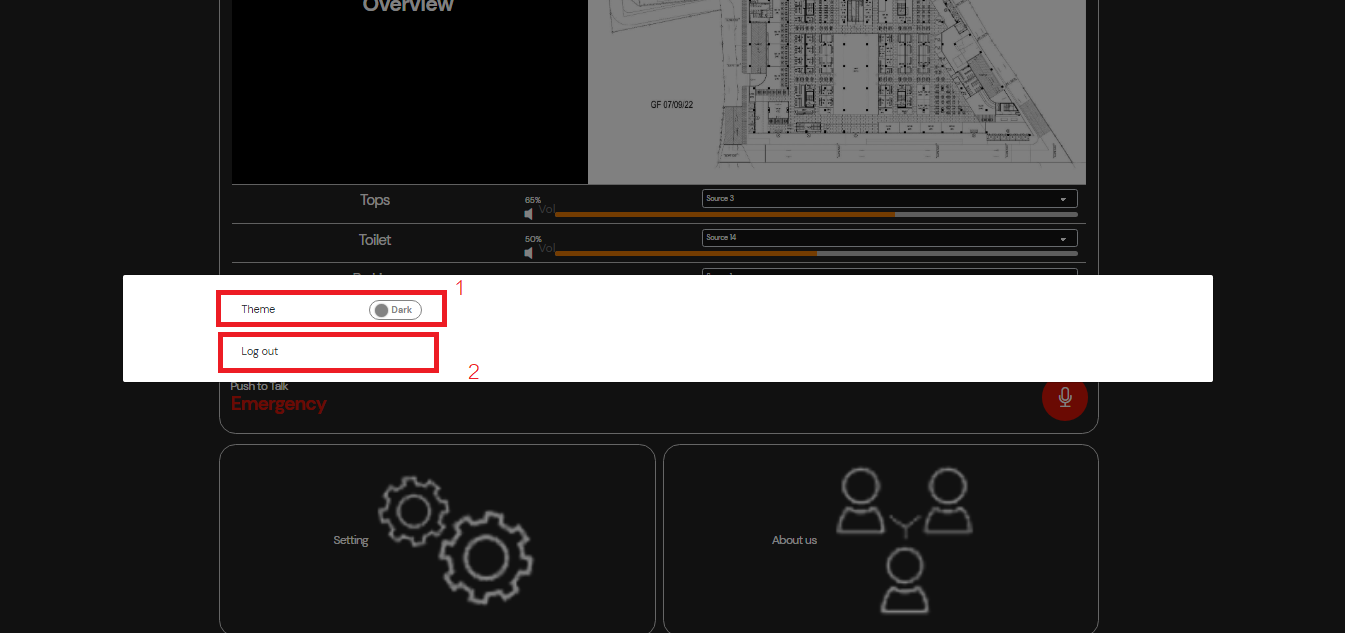 Overview
GF 07/09/22
Tops
65%
Vol
Source 3
Toilet
50%
Vol
Source 14
1
Theme
Dark
Log out
2
Push to Talk
Emergency
Setting
About us